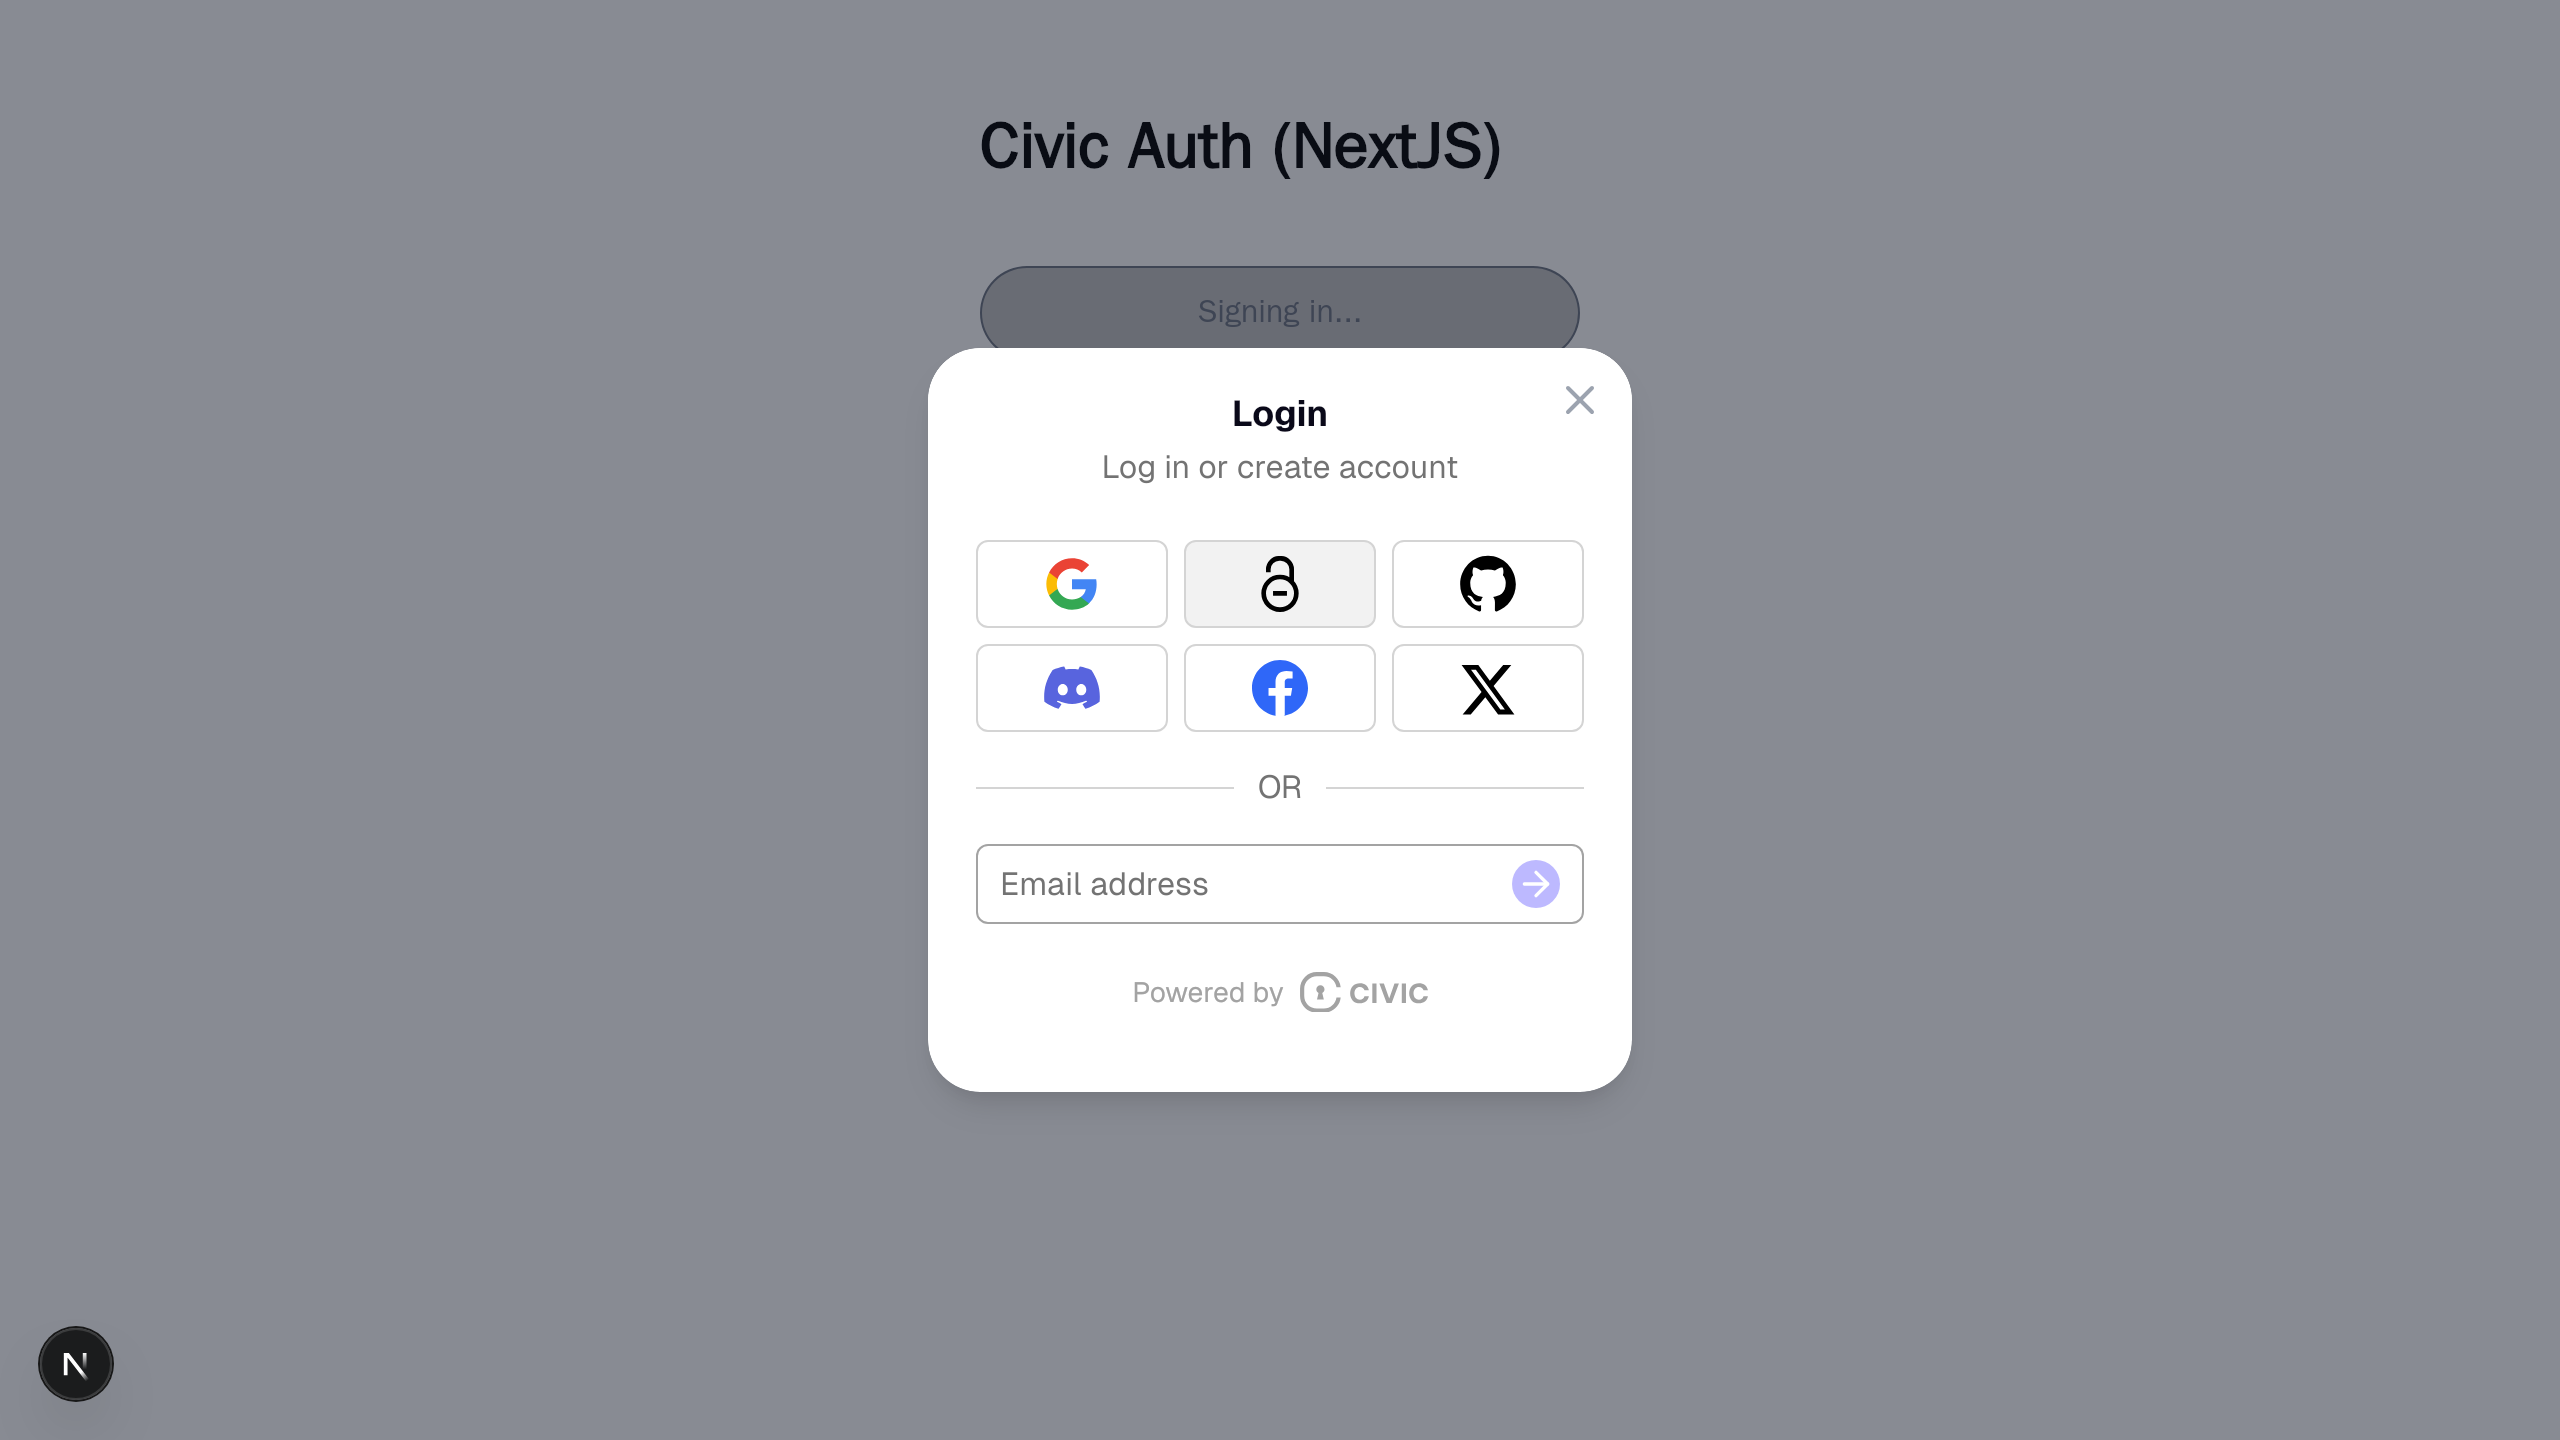 Civic Auth (NextJS)
Signing in...
Login
Log in or create account
OR
Email address
Powered by CIVIC
N